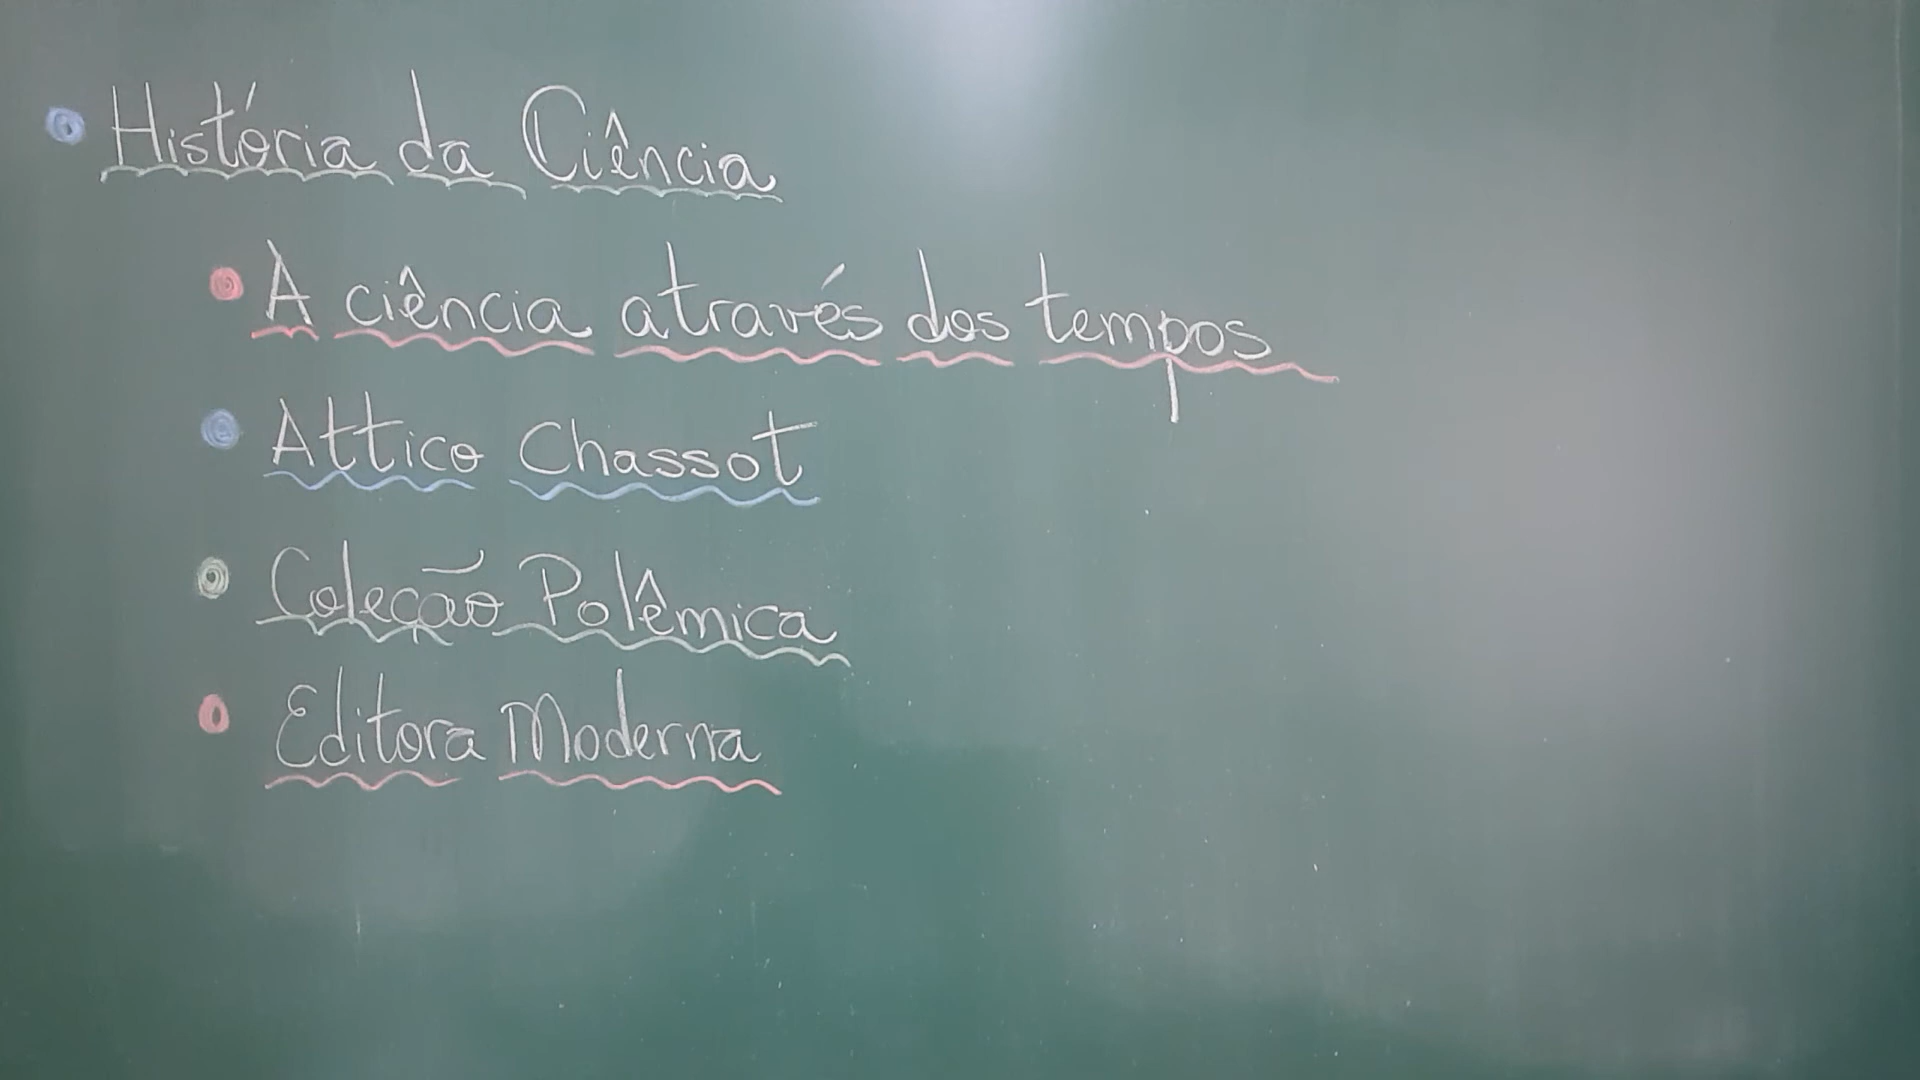 História da Ciência
A ciência através dos tempos
Attico Chassot
Coleção Polêmica
Editora Moderna